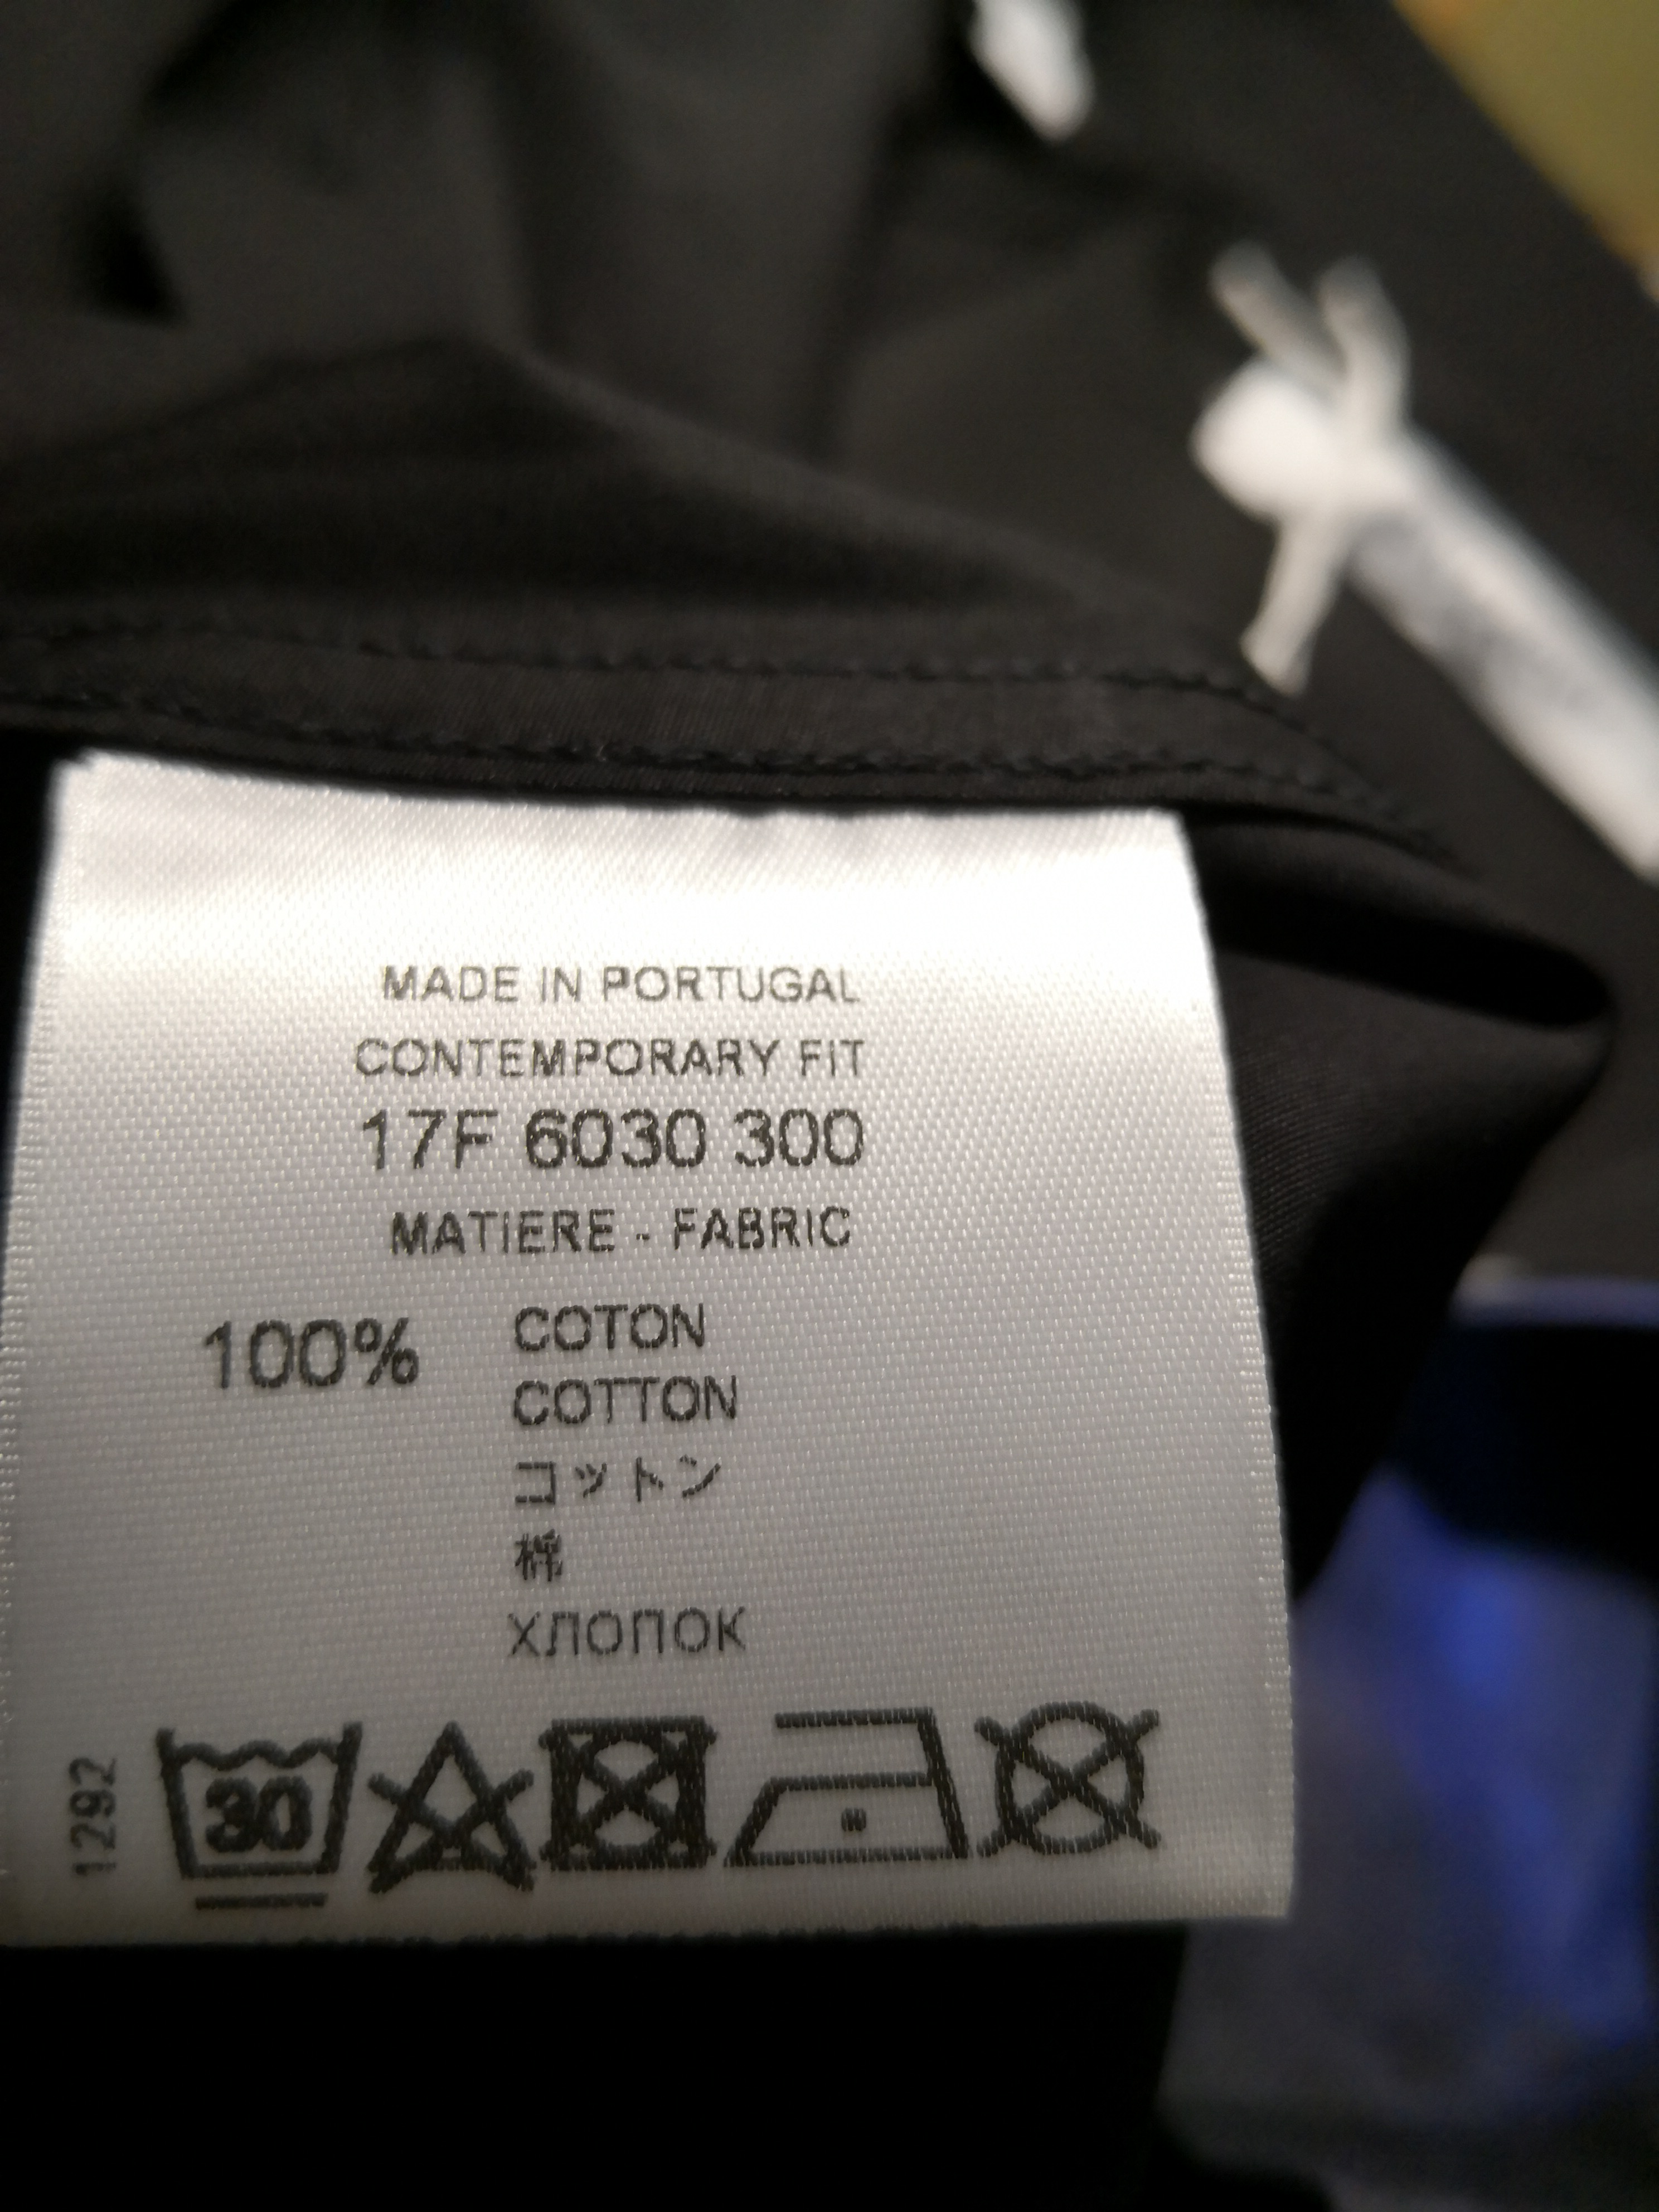 MADE IN PORTUGAL
CONTEMPORARY FIT
17F 6030 300
MATIERE - FABRIC
100% COTON
COTTON
コットン
棉
ХЛОПОК
1292
30